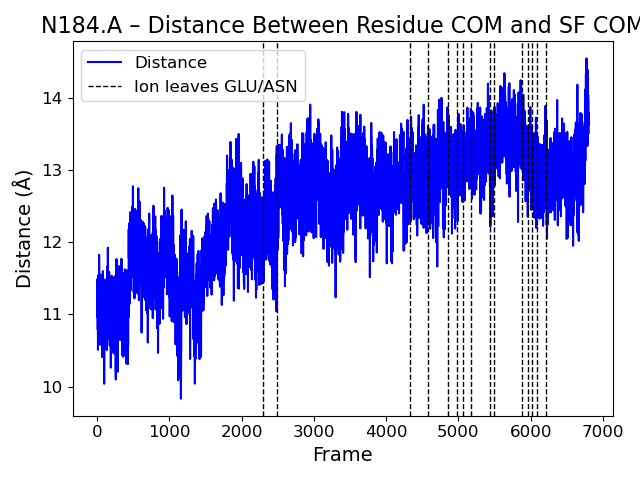 N184.A – Distance Between Residue COM and SF COM
Distance
Ion leaves GLU/ASN
Distance (Å)
14
13
12
11
10
0 1000 2000 3000 4000 5000 6000 7000
Frame